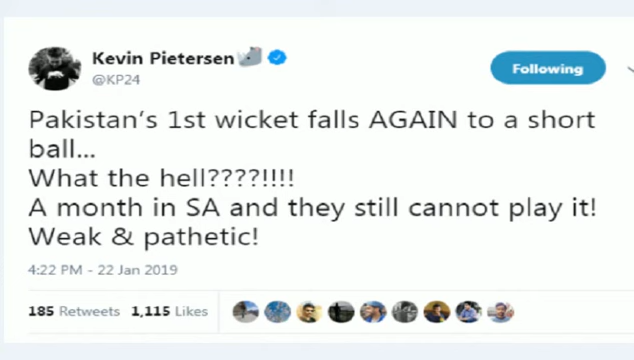 Kevin Pietersen
@KP24
Following
Pakistan's 1st wicket falls AGAIN to a short
ball...
What the hell????!!!!
A month in SA and they still cannot play it!
Weak & pathetic!
4:22 PM - 22 Jan 2019
185 Retweets 1,115 Likes